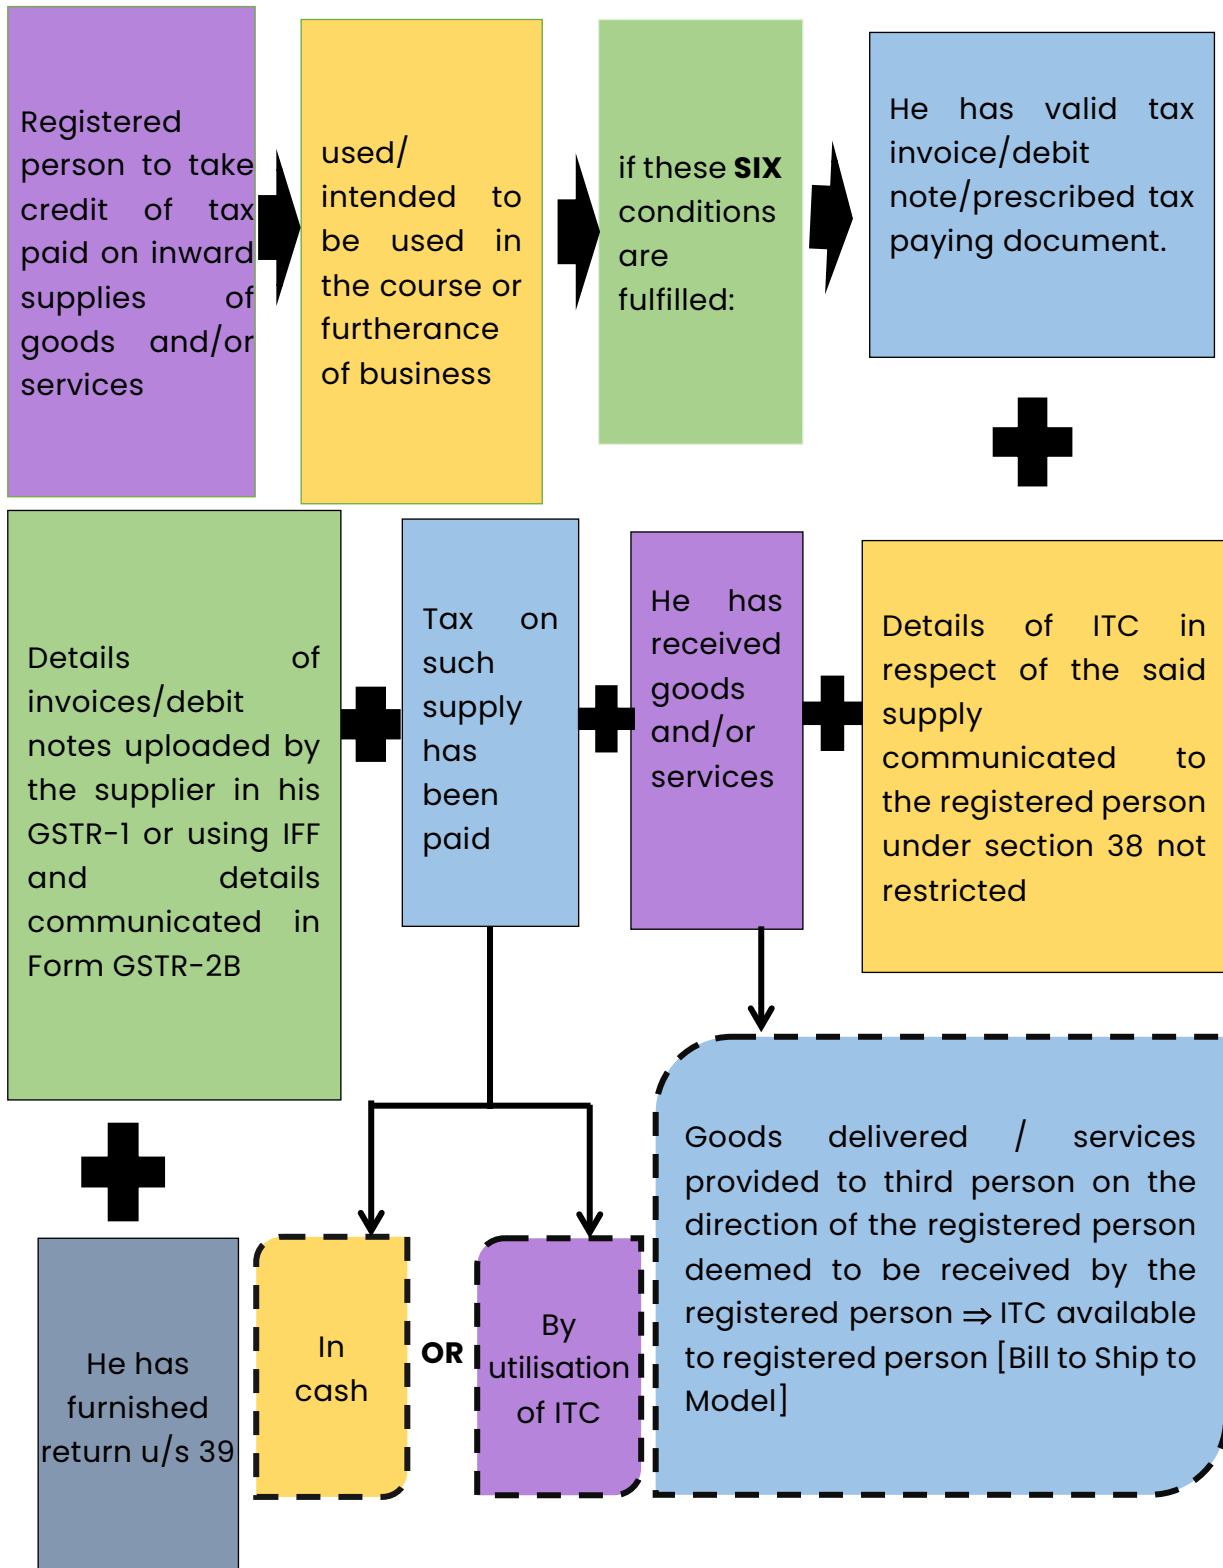 Registered
person to take
credit of tax
paid on inward
supplies of
goods and/or
services
used/
intended to
be used in
the course or
furtherance
of business
if these SIX
conditions
are
fulfilled:
He has valid tax
invoice/debit
note/prescribed tax
paying document.
Details of ITC in
respect of the said
supply
communicated to
the registered person
under section 38 not
restricted
He has
received
goods
and/or
services
Tax on
such
supply
has
been
paid
Details of
invoices/debit
notes uploaded by
the supplier in his
GSTR-1 or using IFF
and details
communicated in
Form GSTR-2B
He has
furnished
return u/s 39
In
cash
OR
By
utilisation
of ITC
Goods delivered / services
provided to third person on the
direction of the registered person
deemed to be received by the
registered person ⇒ ITC available
to registered person [Bill to Ship to
Model]